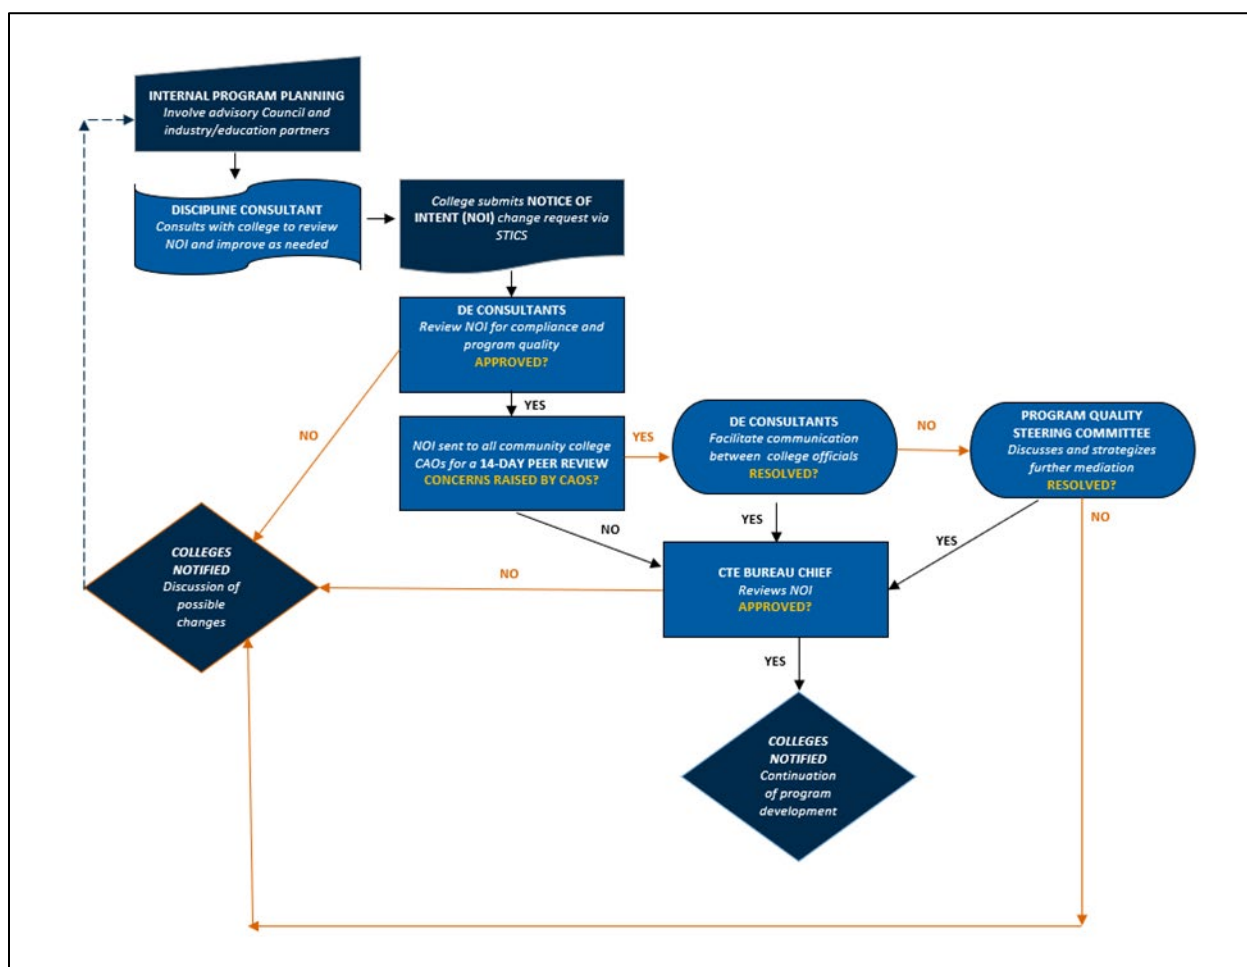 INTERNAL PROGRAM PLANNING
Involve advisory Council and
industry/education partners
DISCIPLINE CONSULTANT
Consults with college to review
NOI and improve as needed
College submits NOTICE OF
INTENT (NOI) change request via
STICS
DE CONSULTANTS
Review NOI for compliance and
program quality
APPROVED?
NO
YES
NOI sent to all community college
CAOs for a 14-DAY PEER REVIEW
CONCERNS RAISED BY CAOS?
YES
DE CONSULTANTS
Facilitate communication
between college officials
RESOLVED?
NO
PROGRAM QUALITY
STEERING COMMITTEE
Discusses and strategizes
further mediation
RESOLVED?
NO
YES
YES
NO
CTE BUREAU CHIEF
Reviews NOI
APPROVED?
NO
COLLEGES
NOTIFIED
Discussion of
possible
changes
YES
COLLEGES
NOTIFIED
Continuation
of program
development